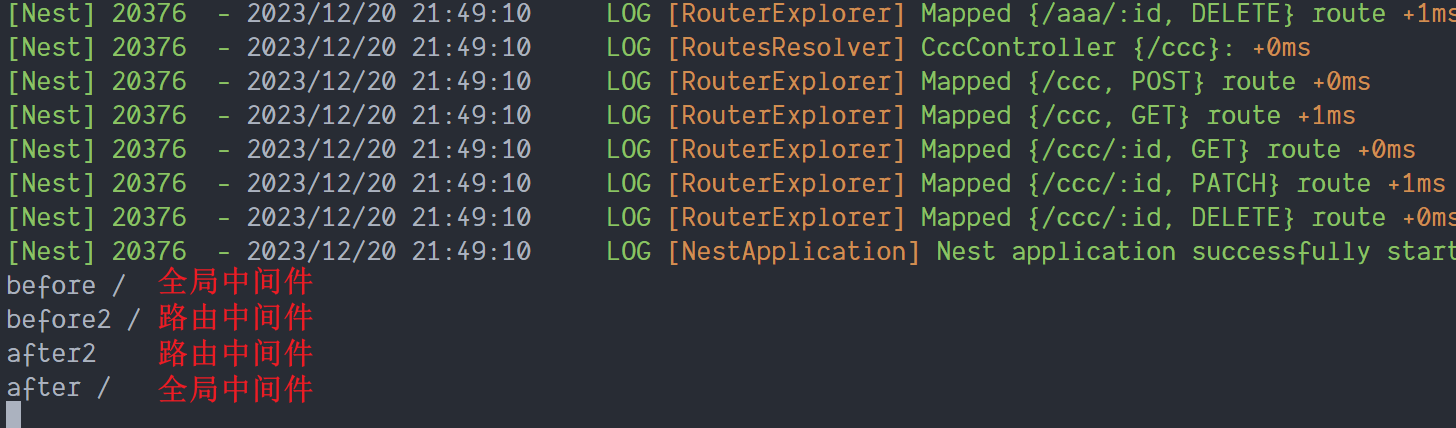 [Nest] 20376  - 2023/12/20 21:49:10     LOG [RouterExplorer] Mapped {/aaa/:id, DELETE} route +1ms
[Nest] 20376  - 2023/12/20 21:49:10     LOG [RoutesResolver] CccController {/ccc}: +0ms
[Nest] 20376  - 2023/12/20 21:49:10     LOG [RouterExplorer] Mapped {/ccc, POST} route +0ms
[Nest] 20376  - 2023/12/20 21:49:10     LOG [RouterExplorer] Mapped {/ccc, GET} route +1ms
[Nest] 20376  - 2023/12/20 21:49:10     LOG [RouterExplorer] Mapped {/ccc/:id, GET} route +0ms
[Nest] 20376  - 2023/12/20 21:49:10     LOG [RouterExplorer] Mapped {/ccc/:id, PATCH} route +1ms
[Nest] 20376  - 2023/12/20 21:49:10     LOG [RouterExplorer] Mapped {/ccc/:id, DELETE} route +0ms
[Nest] 20376  - 2023/12/20 21:49:10     LOG [NestApplication] Nest application successfully start
before / 全局中间件
before2 / 路由中间件
after2 路由中间件
after / 全局中间件